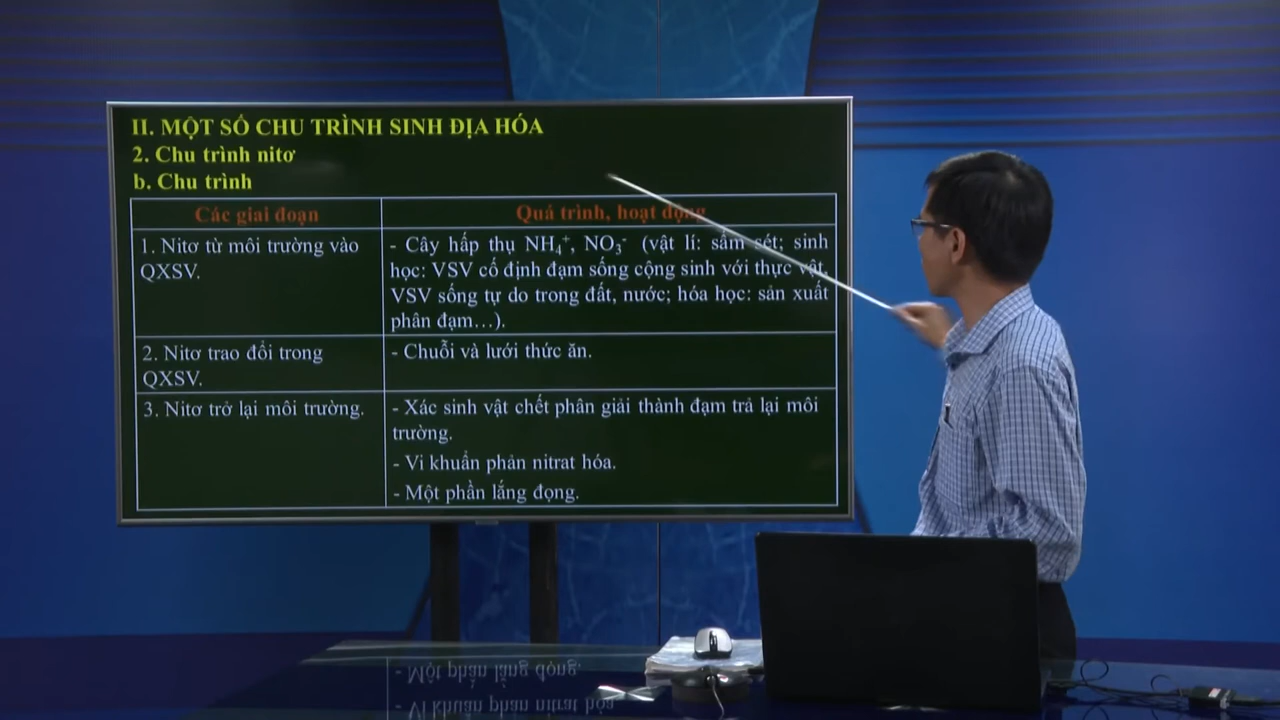 II. MỘT SỐ CHU TRÌNH SINH ĐỊA HÓA
2. Chu trình nitơ
b. Chu trình
Các giai đoạn
Quá trình, hoạt động
1. Nitơ từ môi trường vào
QXSV.
- Cây hấp thụ NH₄⁺, NO₃⁻ (vật lí: sấm sét; sinh
học: VSV cố định đạm sống cộng sinh với thực vật,
VSV sống tự do trong đất, nước; hóa học: sản xuất
phân đạm…).
2. Nitơ trao đổi trong
QXSV.
- Chuỗi và lưới thức ăn.
3. Nitơ trở lại môi trường.
- Xác sinh vật chết phân giải thành đạm trả lại môi
trường.
- Vi khuẩn phản nitrat hóa.
- Một phần lắng đọng.